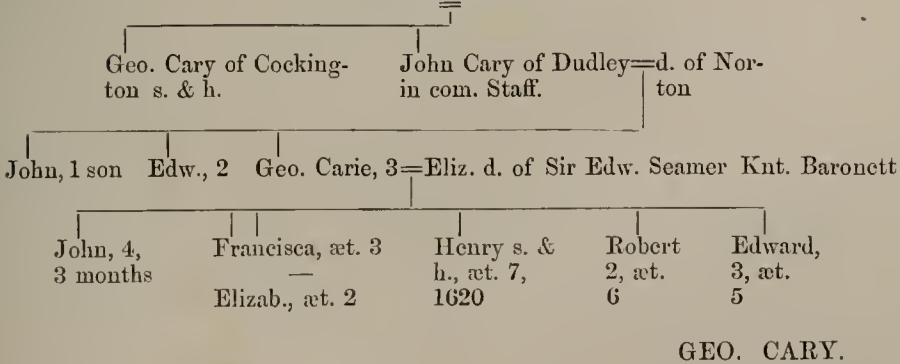 Geo. Cary of Cocking-
ton s. & h.
John Cary of Dudley=d. of Nor-
in com. Staff. ton
John, 1 son Edw., 2 Geo. Carie, 3=Eliz. d. of Sir Edw. Seamer Knt. Baronett
John, 4,
3 months
Francisca, æt. 3
—
Elizab., æt. 2
Henry s. &
h., æt. 7,
1620
Robert
2, æt.
6
Edward,
3, æt.
5
GEO. CARY.